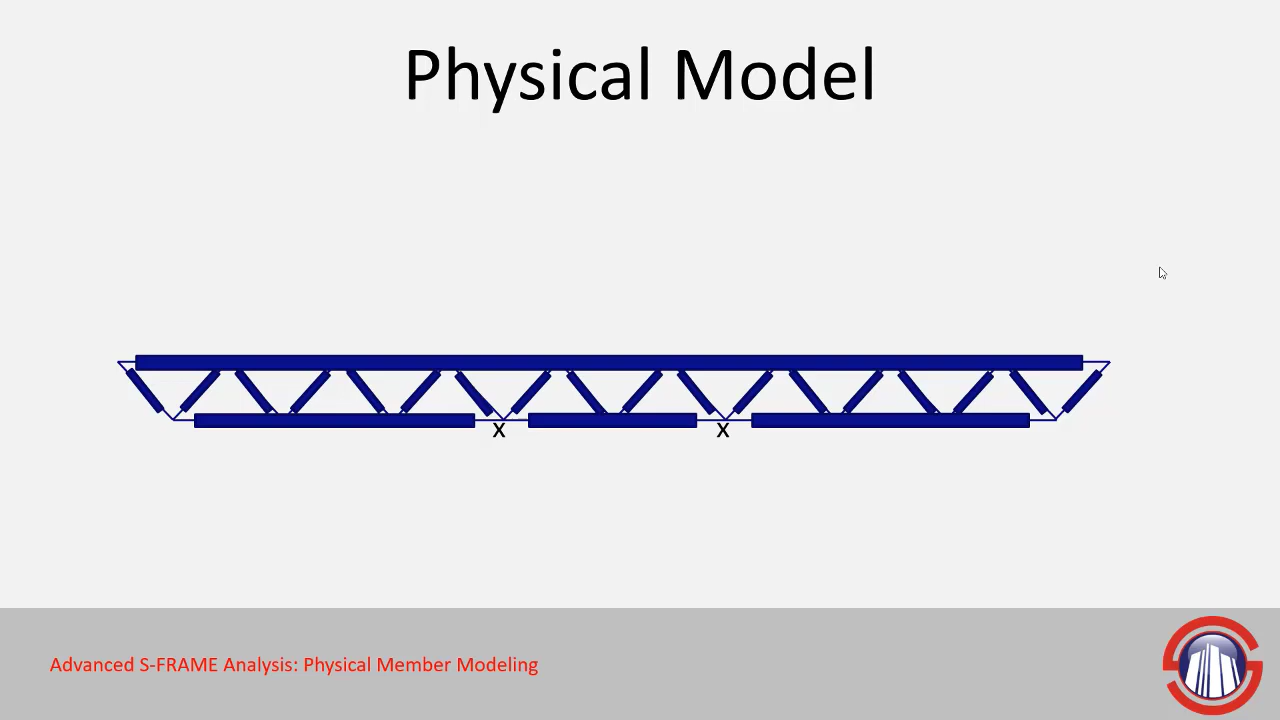 Physical Model
X X
Advanced S-FRAME Analysis: Physical Member Modeling